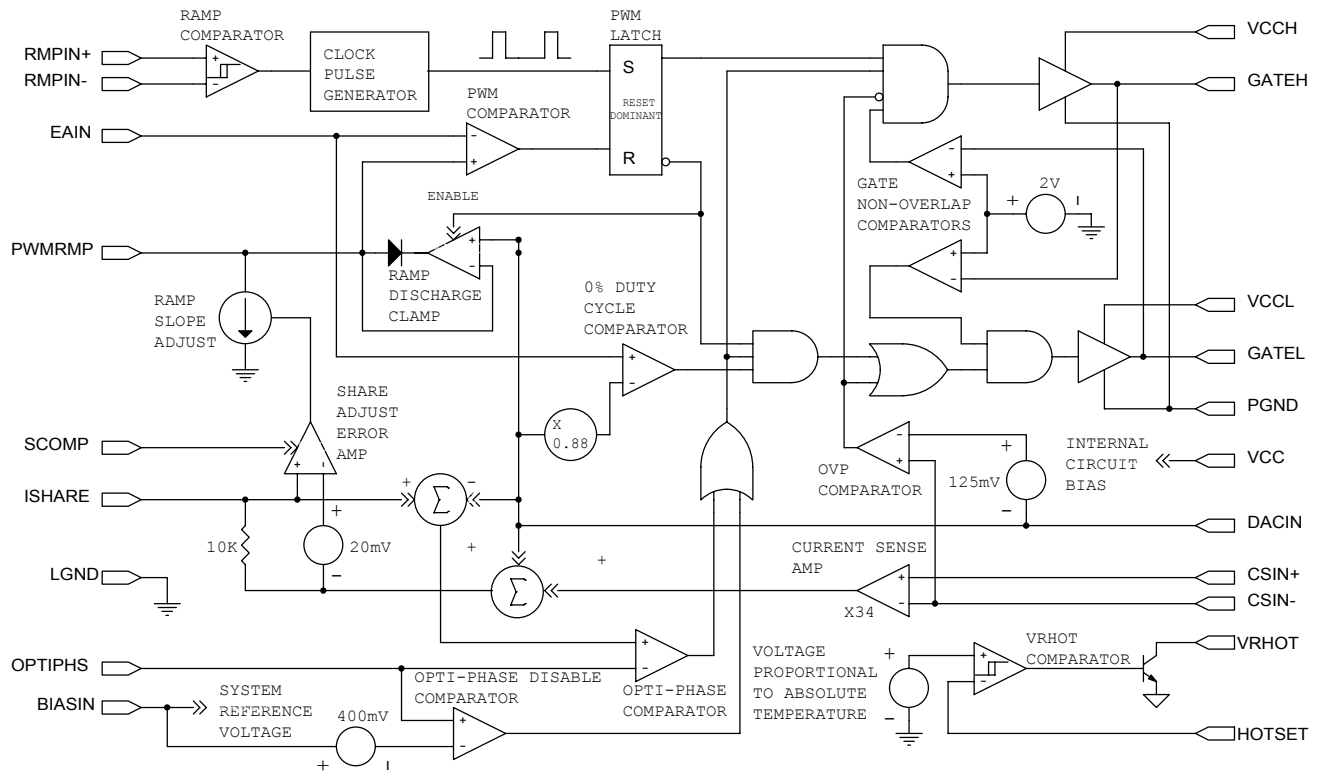 RAMP
COMPARATOR
PWM
LATCH
VCCH
RMPIN+
+
CLOCK
PULSE
GENERATOR
S
RMPIN-
-
GATEH
PWM
COMPARATOR
RESET
DOMINANT
EAIN
-
+
R
GATE
NON-OVERLAP
COMPARATORS
-
+
2V
+
ENABLE
PWMRMP
+
-
RAMP
DISCHARGE
CLAMP
+
-
RAMP
SLOPE
ADJUST
0% DUTY
CYCLE
COMPARATOR
VCCL
+
-
GATEL
SHARE
ADJUST
ERROR
AMP
PGND
X
0.88
SCOMP
+
-
OVP
COMPARATOR
-
+
+
125mV
-
INTERNAL
CIRCUIT
BIAS
VCC
ISHARE
+
Σ
-
DACIN
10K
+
20mV
-
+
+
CURRENT SENSE
AMP
LGND
Σ
X34
+
-
CSIN+
CSIN-
OPTIPHS
+
-
OPTI-PHASE DISABLE
COMPARATOR
OPTI-PHASE
COMPARATOR
VOLTAGE
PROPORTIONAL
TO ABSOLUTE
TEMPERATURE
+
-
+
-
VRHOT
COMPARATOR
VRHOT
BIASIN
SYSTEM
REFERENCE
VOLTAGE
400mV
+
-
+
-
HOTSET